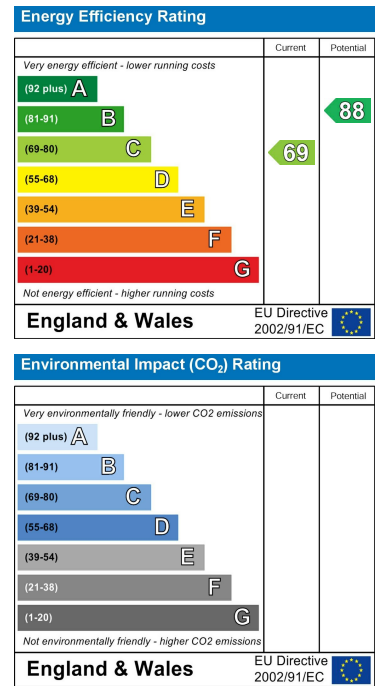 Energy Efficiency Rating
Current Potential
Very energy efficient - lower running costs
(92 plus) A
(81-91) B
88
(69-80) C
69
(55-68) D
(39-54) E
(21-38) F
(1-20) G
Not energy efficient - higher running costs
England & Wales
EU Directive
2002/91/EC
Environmental Impact (CO₂) Rating
Current Potential
Very environmentally friendly - lower CO2 emissions
(92 plus) A
(81-91) B
(69-80) C
(55-68) D
(39-54) E
(21-38) F
(1-20) G
Not environmentally friendly - higher CO2 emissions
England & Wales
EU Directive
2002/91/EC